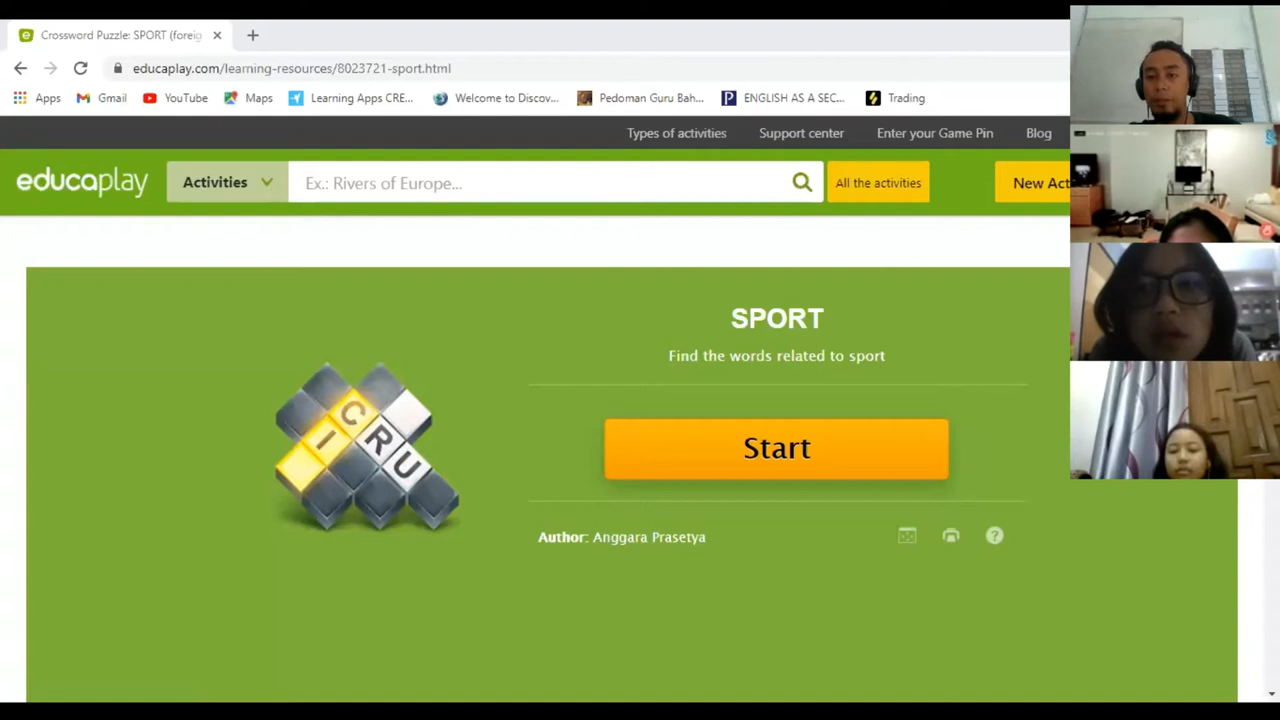 Crossword Puzzle: SPORT (foreig
educaplay.com/learning-resources/8023721-sport.html
Apps Gmail YouTube Maps Learning Apps CRE... Welcome to Discov... Pedoman Guru Bah... ENGLISH AS A SEC... Trading
Types of activities Support center Enter your Game Pin Blog
educaplay Activities Ex.: Rivers of Europe... All the activities New Act
SPORT
Find the words related to sport
C
I R
U
Start
Author: Anggara Prasetya
?